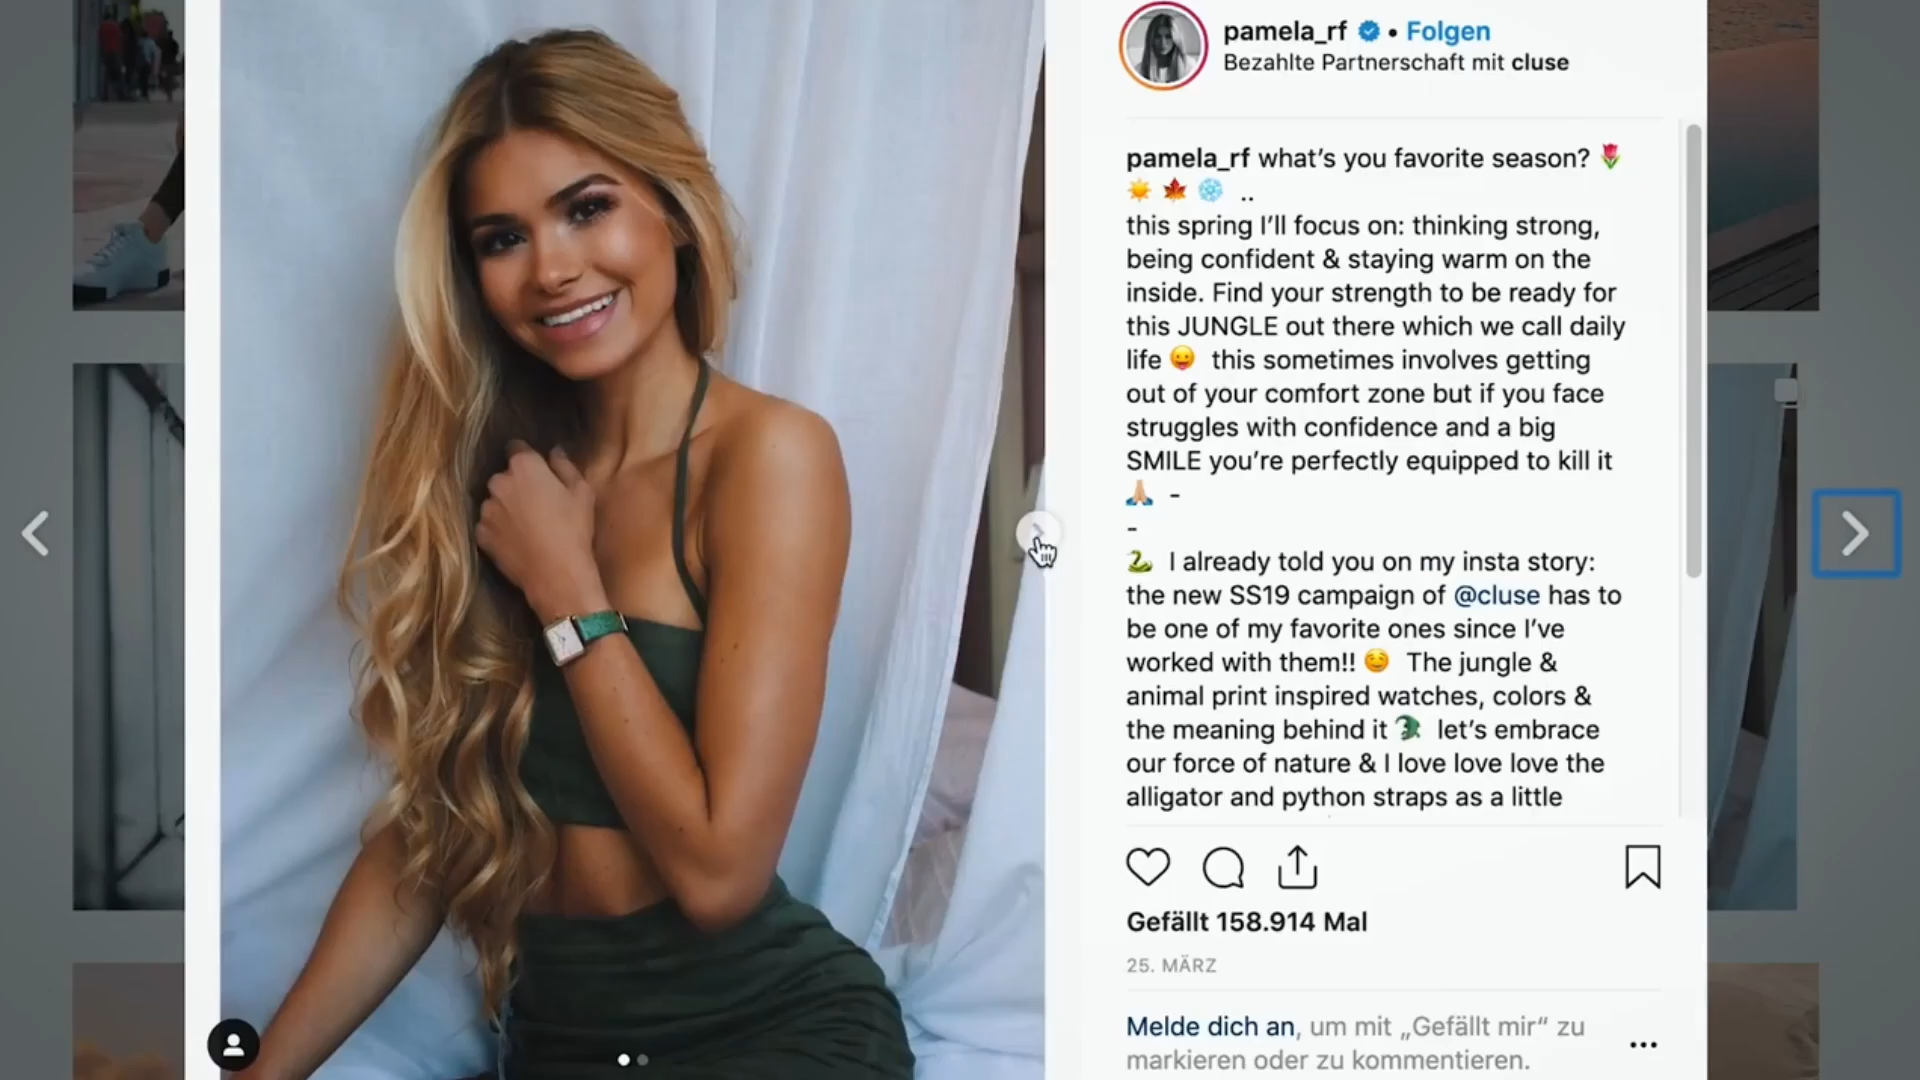 pamela_rf • Folgen
Bezahlte Partnerschaft mit cluse
pamela_rf what's you favorite season? 🌷
☀️ 🍁 ❄️ ..
this spring I'll focus on: thinking strong,
being confident & staying warm on the
inside. Find your strength to be ready for
this JUNGLE out there which we call daily
life 😛 this sometimes involves getting
out of your comfort zone but if you face
struggles with confidence and a big
SMILE you're perfectly equipped to kill it
🙏🏼 -
-
🐍 I already told you on my insta story:
the new SS19 campaign of @cluse has to
be one of my favorite ones since I've
worked with them!! ☺️ The jungle &
animal print inspired watches, colors &
the meaning behind it 🐊 let's embrace
our force of nature & I love love love the
alligator and python straps as a little
Gefällt 158.914 Mal
25. MÄRZ
Melde dich an, um mit „Gefällt mir“ zu
markieren oder zu kommentieren.